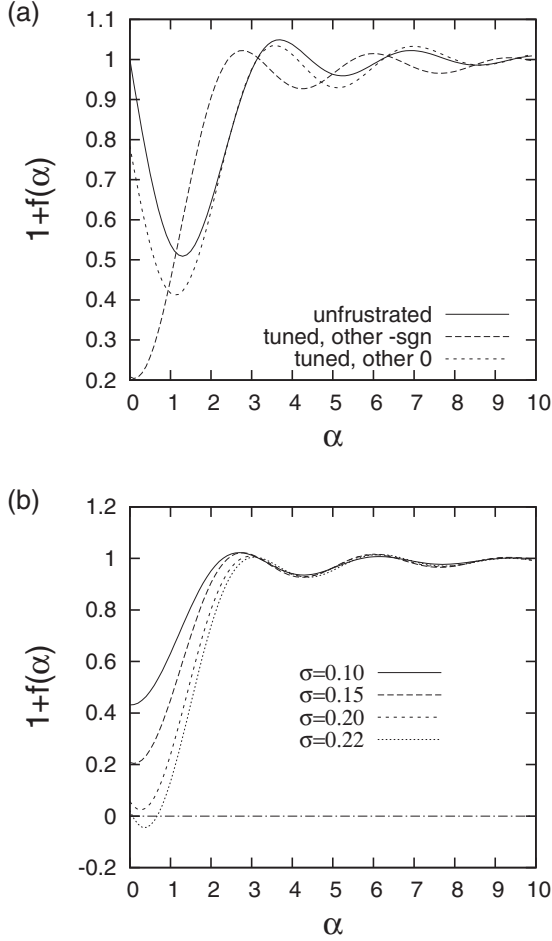 (a)
1.1
1
0.9
0.8
0.7
0.6
0.5
0.4
0.3
0.2
1+f(α)
unfrustrated
tuned, other -sgn
tuned, other 0
0 1 2 3 4 5 6 7 8 9 10
α
(b)
1.2
1
0.8
0.6
0.4
0.2
0
-0.2
1+f(α)
σ=0.10
σ=0.15
σ=0.20
σ=0.22
0 1 2 3 4 5 6 7 8 9 10
α